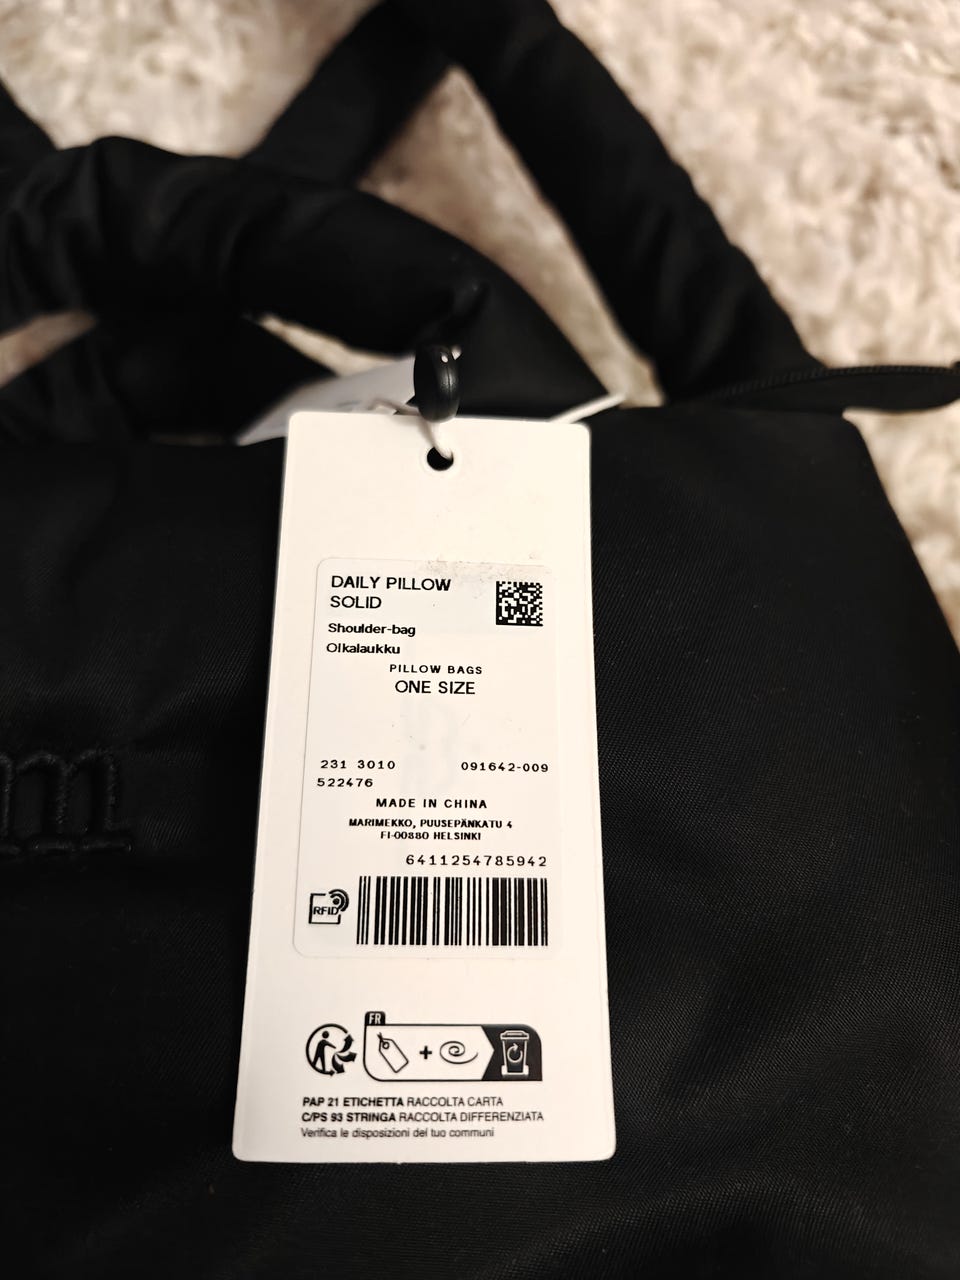 DAILY PILLOW
SOLID
Shoulder-bag
Olkalaukku
PILLOW BAGS
ONE SIZE
231 3010 091642-009
522476
MADE IN CHINA
MARIMEKKO, PUUSEPÄNKATU 4
FI-00880 HELSINKI
6411254785942
RFID
FR
PAP 21 ETICHETTA RACCOLTA CARTA
C/PS 93 STRINGA RACCOLTA DIFFERENZIATA
Verifica le disposizioni del tuo communi
m